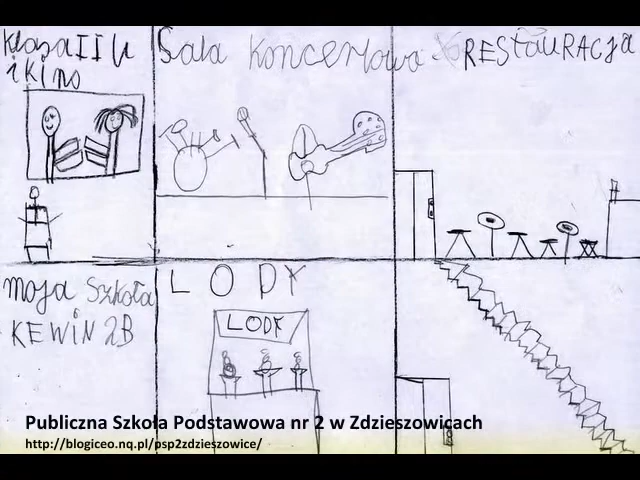 klasa II b
i kino
Sala koncertowa
RESTAURACJA
moja Szkoła
KEWIN 2B
LODY
LODY
Publiczna Szkoła Podstawowa nr 2 w Zdzieszowicach
http://blogiceo.nq.pl/psp2zdzieszowice/